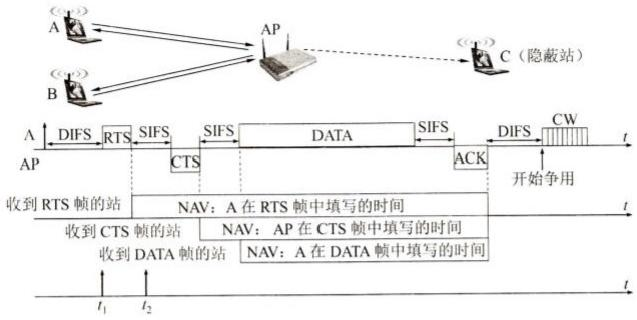 A
AP
B
C（隐蔽站）
CW
A DIFS RTS SIFS SIFS DATA SIFS DIFS t
AP CTS ACK
开始争用
收到 RTS 帧的站 NAV：A 在 RTS 帧中填写的时间 t
收到 CTS 帧的站 NAV：AP 在 CTS 帧中填写的时间
收到 DATA 帧的站 NAV：A 在 DATA 帧中填写的时间
t
t₁ t₂